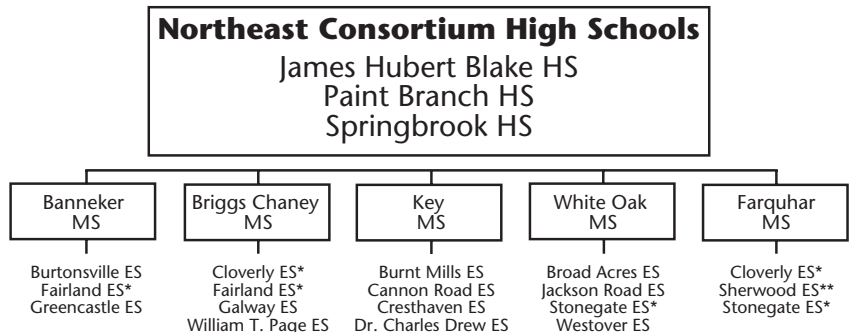 Northeast Consortium High Schools
James Hubert Blake HS
Paint Branch HS
Springbrook HS
Banneker
MS
Burtonsville ES
Fairland ES*
Greencastle ES
Briggs Chaney
MS
Cloverly ES*
Fairland ES*
Galway ES
William T. Page ES
Key
MS
Burnt Mills ES
Cannon Road ES
Cresthaven ES
Dr. Charles Drew ES
White Oak
MS
Broad Acres ES
Jackson Road ES
Stonegate ES*
Westover ES
Farquhar
MS
Cloverly ES*
Sherwood ES**
Stonegate ES*